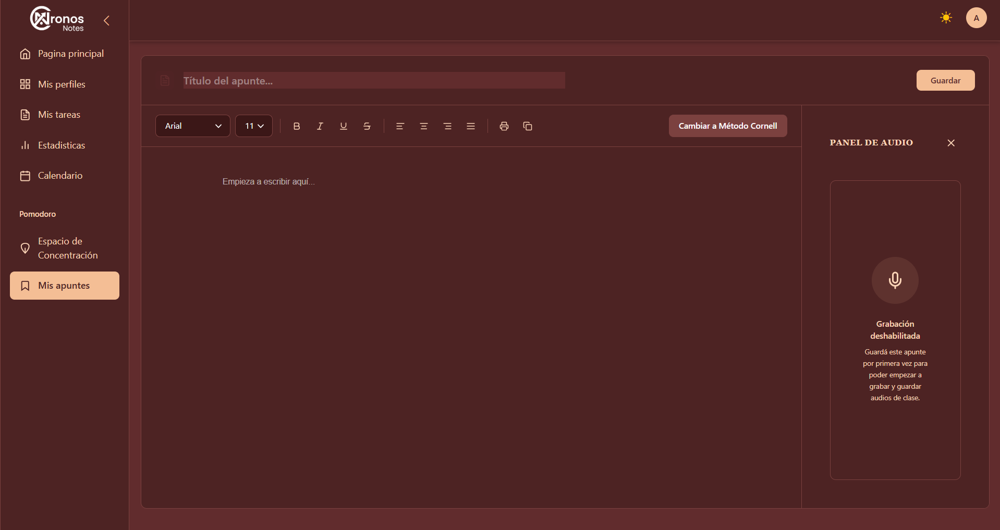 Kronos
Notes
Pagina principal
Mis perfiles
Mis tareas
Estadisticas
Calendario
Pomodoro
Espacio de
Concentración
Mis apuntes
A
Título del apunte...
Guardar
Arial
11
B I U S
Cambiar a Método Cornell
Empieza a escribir aquí...
PANEL DE AUDIO
Grabación
deshabilitada
Guardá este apunte
por primera vez para
poder empezar a
grabar y guardar
audios de clase.